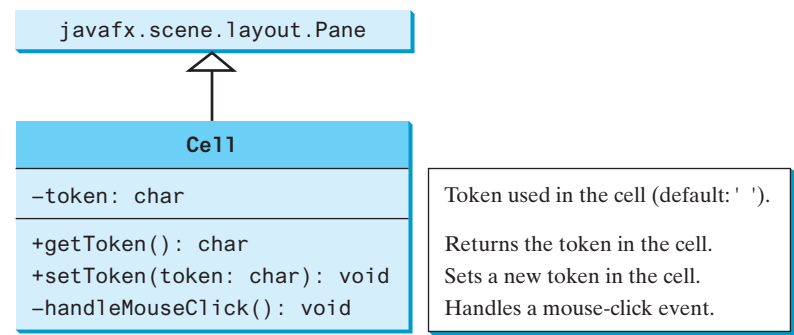 javafx.scene.layout.Pane
Cell
–token: char
+getToken(): char
+setToken(token: char): void
–handleMouseClick(): void
Token used in the cell (default: ' ').
Returns the token in the cell.
Sets a new token in the cell.
Handles a mouse-click event.